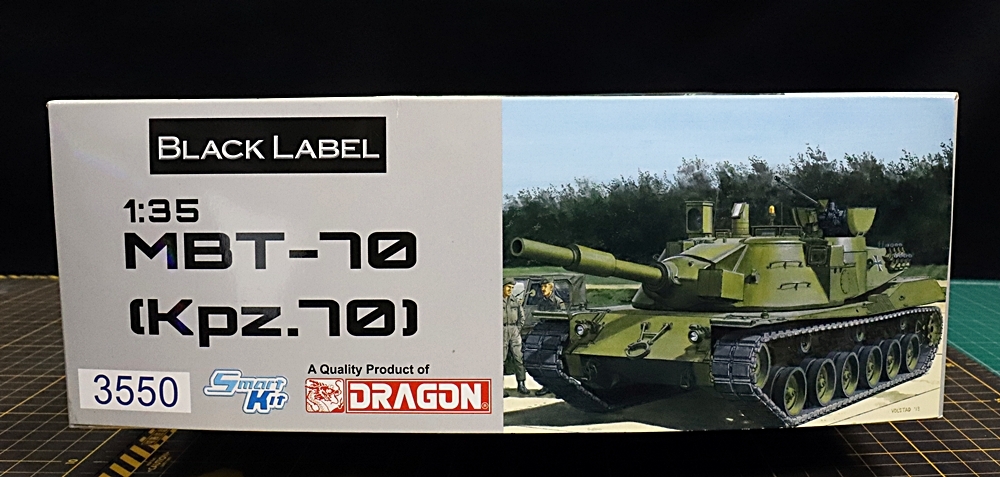 BLACK LABEL
1:35
MBT-70
(Kpz.70)
3550
Smart Kit
A Quality Product of
DRAGON